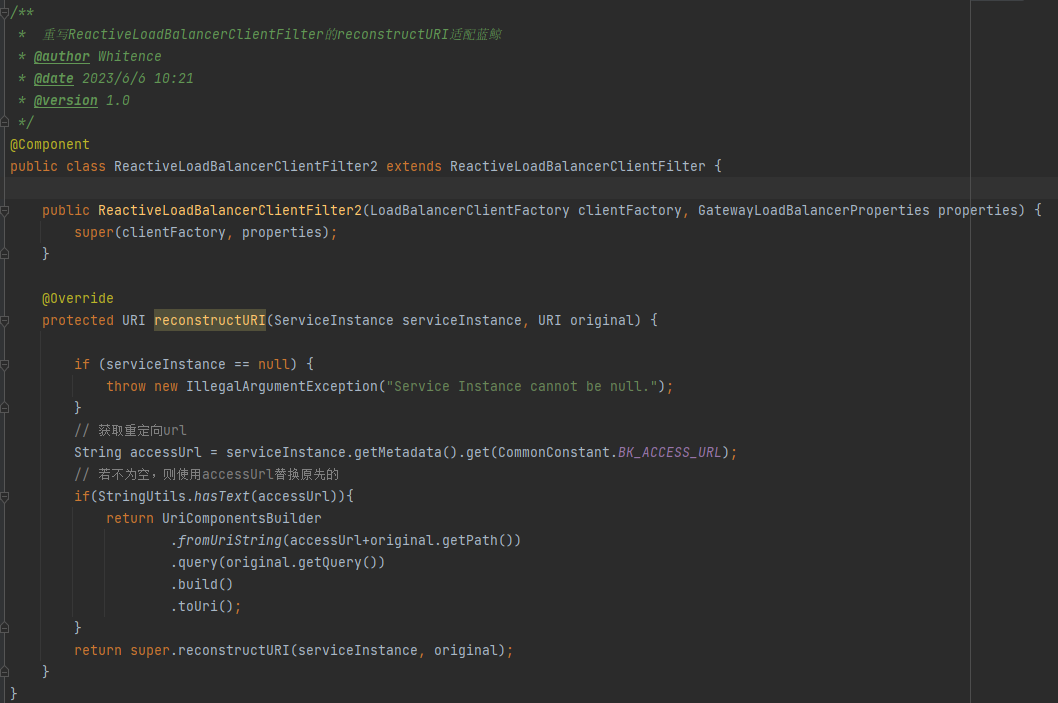 /**
 *  重写ReactiveLoadBalancerClientFilter的reconstructURI适配蓝鲸
 * @author Whitence
 * @date 2023/6/6 10:21
 * @version 1.0
 */
@Component
public class ReactiveLoadBalancerClientFilter2 extends ReactiveLoadBalancerClientFilter {
    public ReactiveLoadBalancerClientFilter2(LoadBalancerClientFactory clientFactory, GatewayLoadBalancerProperties properties) {
        super(clientFactory, properties);
    }
    @Override
    protected URI reconstructURI(ServiceInstance serviceInstance, URI original) {
        if (serviceInstance == null) {
            throw new IllegalArgumentException("Service Instance cannot be null.");
        }
        // 获取重定向url
        String accessUrl = serviceInstance.getMetadata().get(CommonConstant.BK_ACCESS_URL);
        // 若不为空，则使用accessUrl替换原先的
        if(StringUtils.hasText(accessUrl)){
            return UriComponentsBuilder
                    .fromUriString(accessUrl+original.getPath())
                    .query(original.getQuery())
                    .build()
                    .toUri();
        }
        return super.reconstructURI(serviceInstance, original);
    }
}